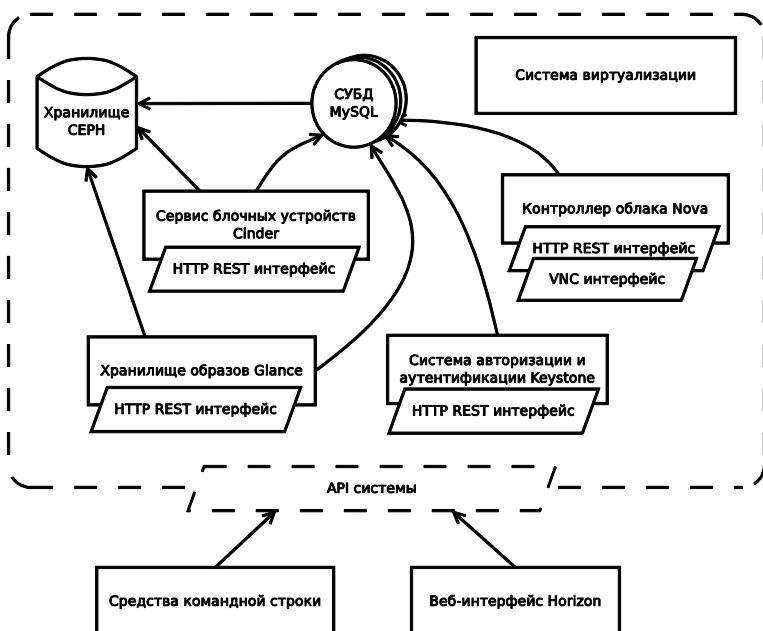 Система виртуализации
Хранилище
CEPH
СУБД
MySQL
Сервис блочных устройств
Cinder
HTTP REST интерфейс
Контроллер облака Nova
HTTP REST интерфейс
VNC интерфейс
Хранилище образов Glance
HTTP REST интерфейс
Система авторизации и
аутентификации Keystone
HTTP REST интерфейс
API системы
Средства командной строки
Веб-интерфейс Horizon